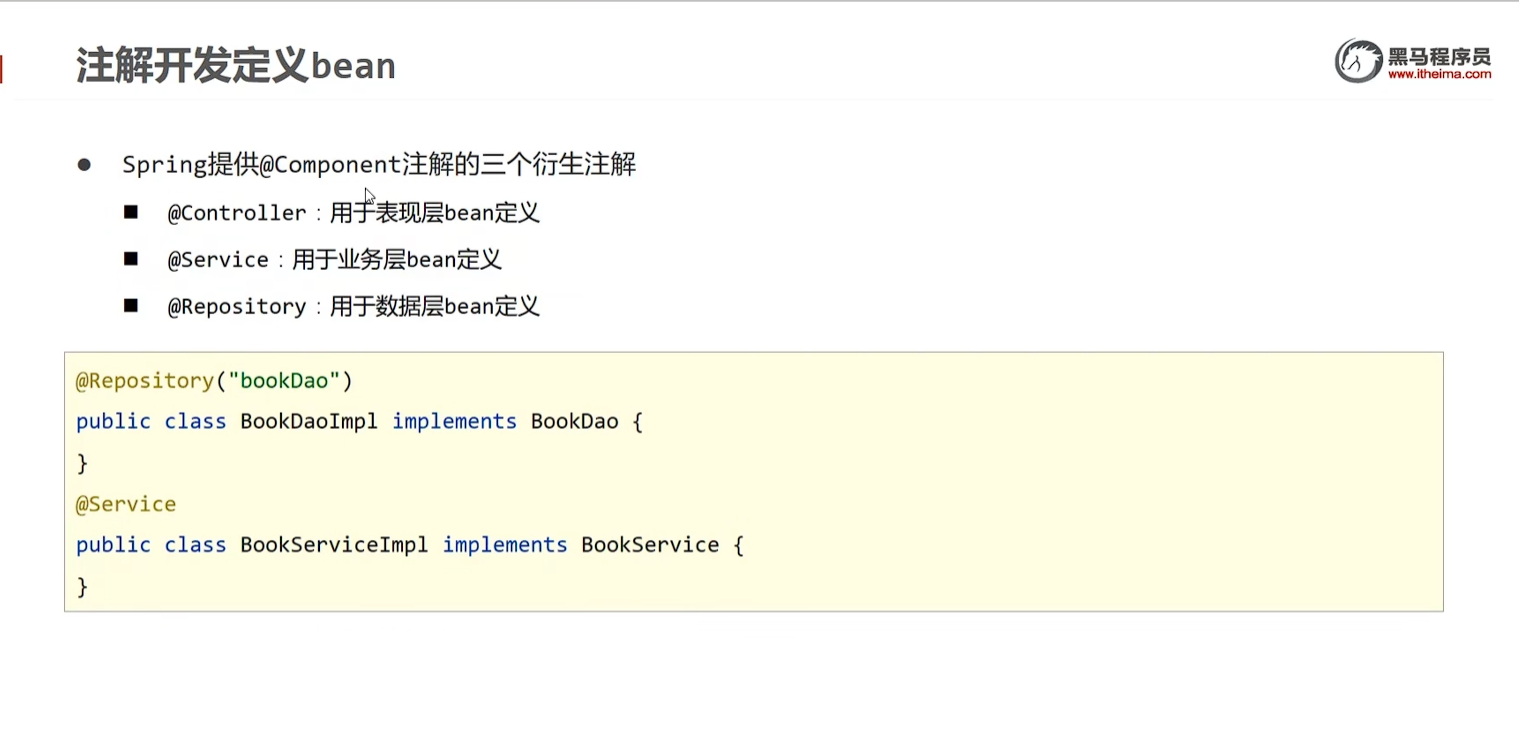 注解开发定义bean
黑马程序员
www.itheima.com
Spring提供@Component注解的三个衍生注解
@Controller：用于表现层bean定义
@Service：用于业务层bean定义
@Repository：用于数据层bean定义
@Repository("bookDao")
public class BookDaoImpl implements BookDao {
}
@Service
public class BookServiceImpl implements BookService {
}